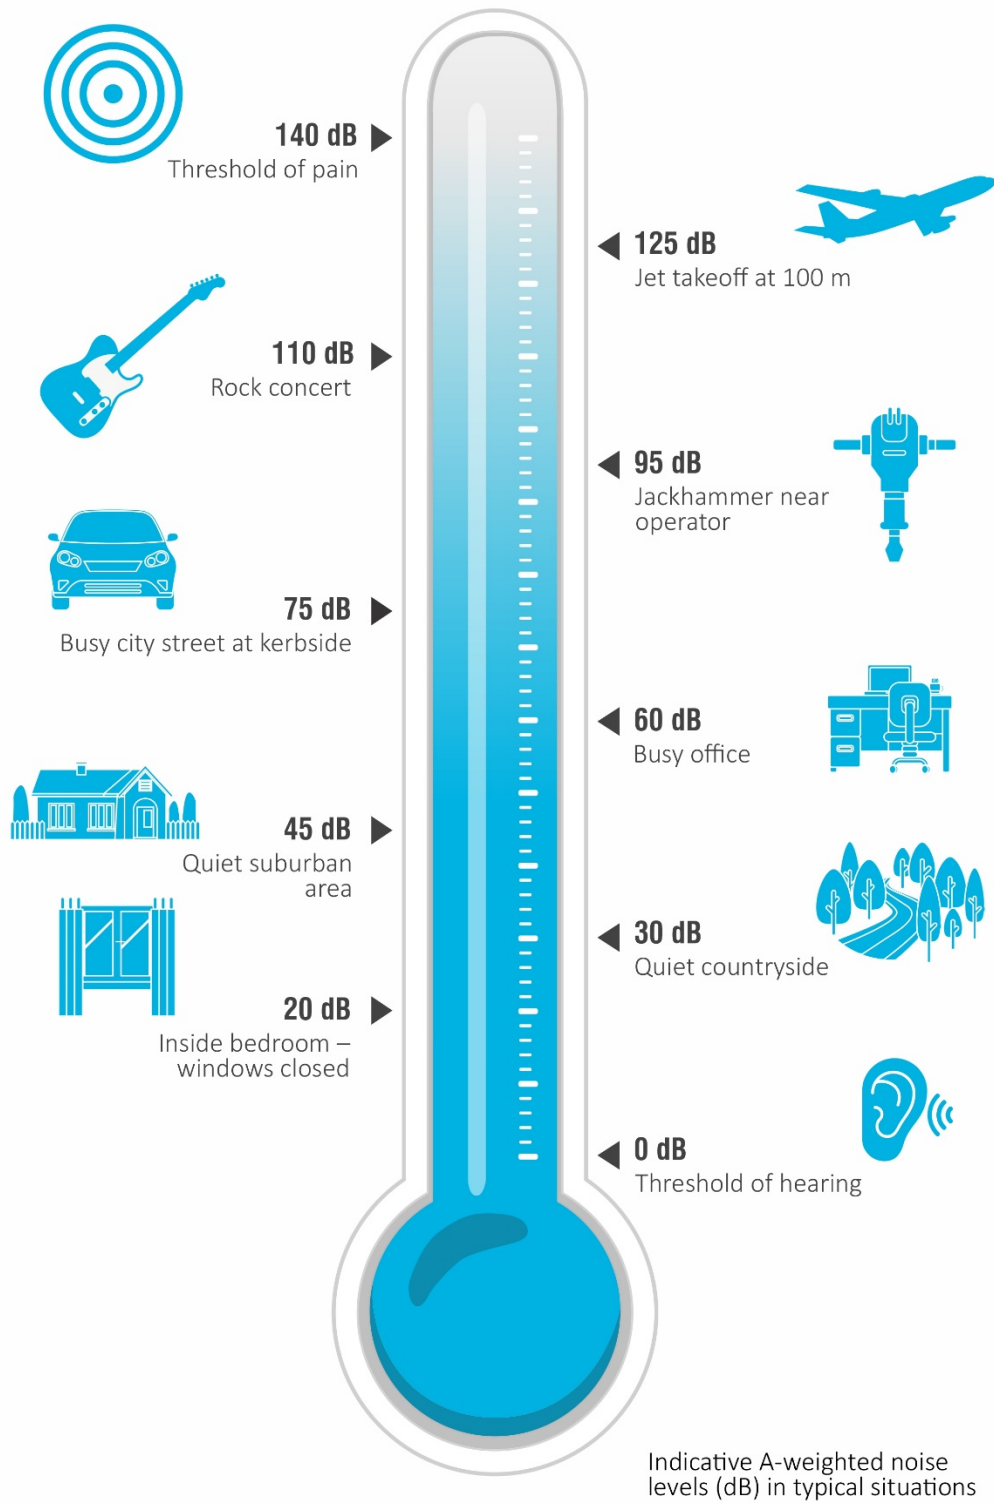 140 dB
Threshold of pain
125 dB
Jet takeoff at 100 m
110 dB
Rock concert
95 dB
Jackhammer near
operator
75 dB
Busy city street at kerbside
60 dB
Busy office
45 dB
Quiet suburban
area
30 dB
Quiet countryside
20 dB
Inside bedroom –
windows closed
0 dB
Threshold of hearing
Indicative A-weighted noise
levels (dB) in typical situations